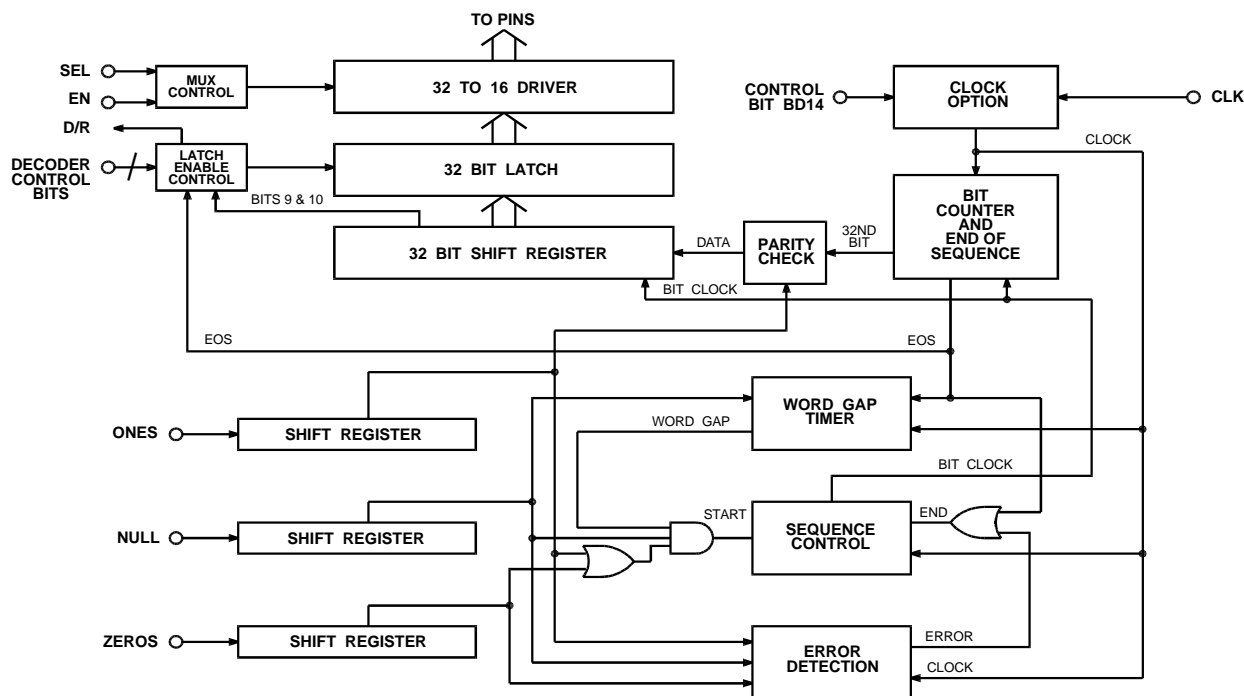 TO PINS
SEL
EN
D/R
DECODER
CONTROL
BITS
MUX
CONTROL
32 TO 16 DRIVER
LATCH
ENABLE
CONTROL
32 BIT LATCH
BITS 9 & 10
32 BIT SHIFT REGISTER
DATA
PARITY
CHECK
32ND
BIT
CONTROL
BIT BD14
CLOCK
OPTION
CLK
CLOCK
BIT
COUNTER
AND
END OF
SEQUENCE
BIT CLOCK
EOS
EOS
ONES
SHIFT REGISTER
WORD GAP
WORD GAP
TIMER
BIT CLOCK
NULL
SHIFT REGISTER
START
SEQUENCE
CONTROL
END
ZEROS
SHIFT REGISTER
ERROR
DETECTION
ERROR
CLOCK